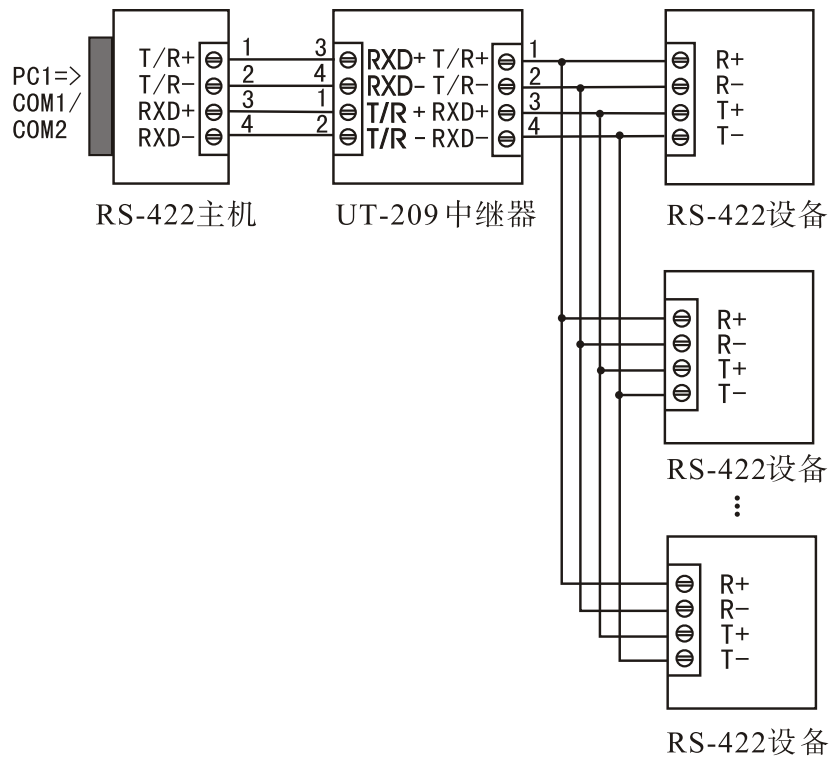 PC1=>
COM1/
COM2
T/R+ 1 3 RXD+ T/R+ 1 R+
T/R- 2 4 RXD- T/R- 2 R-
RXD+ 3 1 T/R + RXD+ 3 T+
RXD- 4 2 T/R - RXD- 4 T-
RS-422主机 UT-209中继器 RS-422设备
R+
R-
T+
T-
RS-422设备
R+
R-
T+
T-
RS-422设备